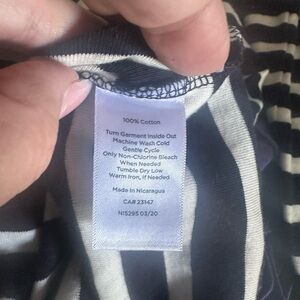 100% Cotton
Turn Garment Inside Out
Machine Wash Cold
Gentle Cycle
Only Non-Chlorine Bleach
When Needed
Tumble Dry Low
Warm Iron, If Needed
Made in Nicaragua
CA# 23147
N15295 03/20